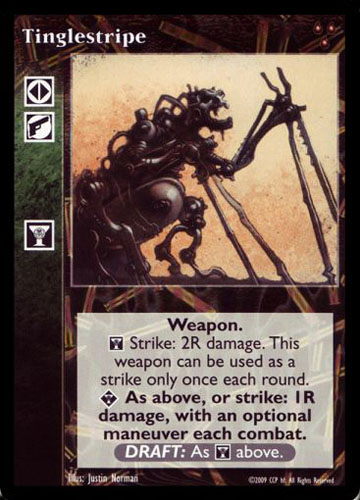 Tinglestripe
Weapon.
Strike: 2R damage. This
weapon can be used as a
strike only once each round.
As above, or strike: 1R
damage, with an optional
maneuver each combat.
DRAFT: As above.
Illus: Justin Norman
©2009 CCP hf. All Rights Reserved